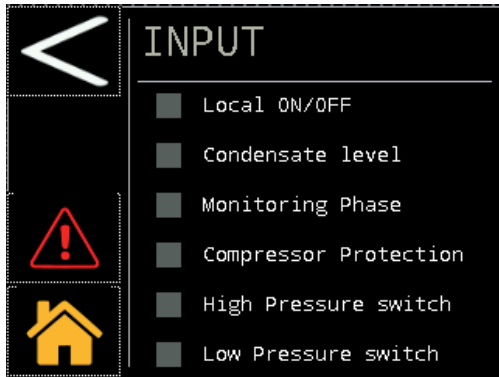 INPUT
Local ON/OFF
Condensate level
Monitoring Phase
Compressor Protection
High Pressure switch
Low Pressure switch